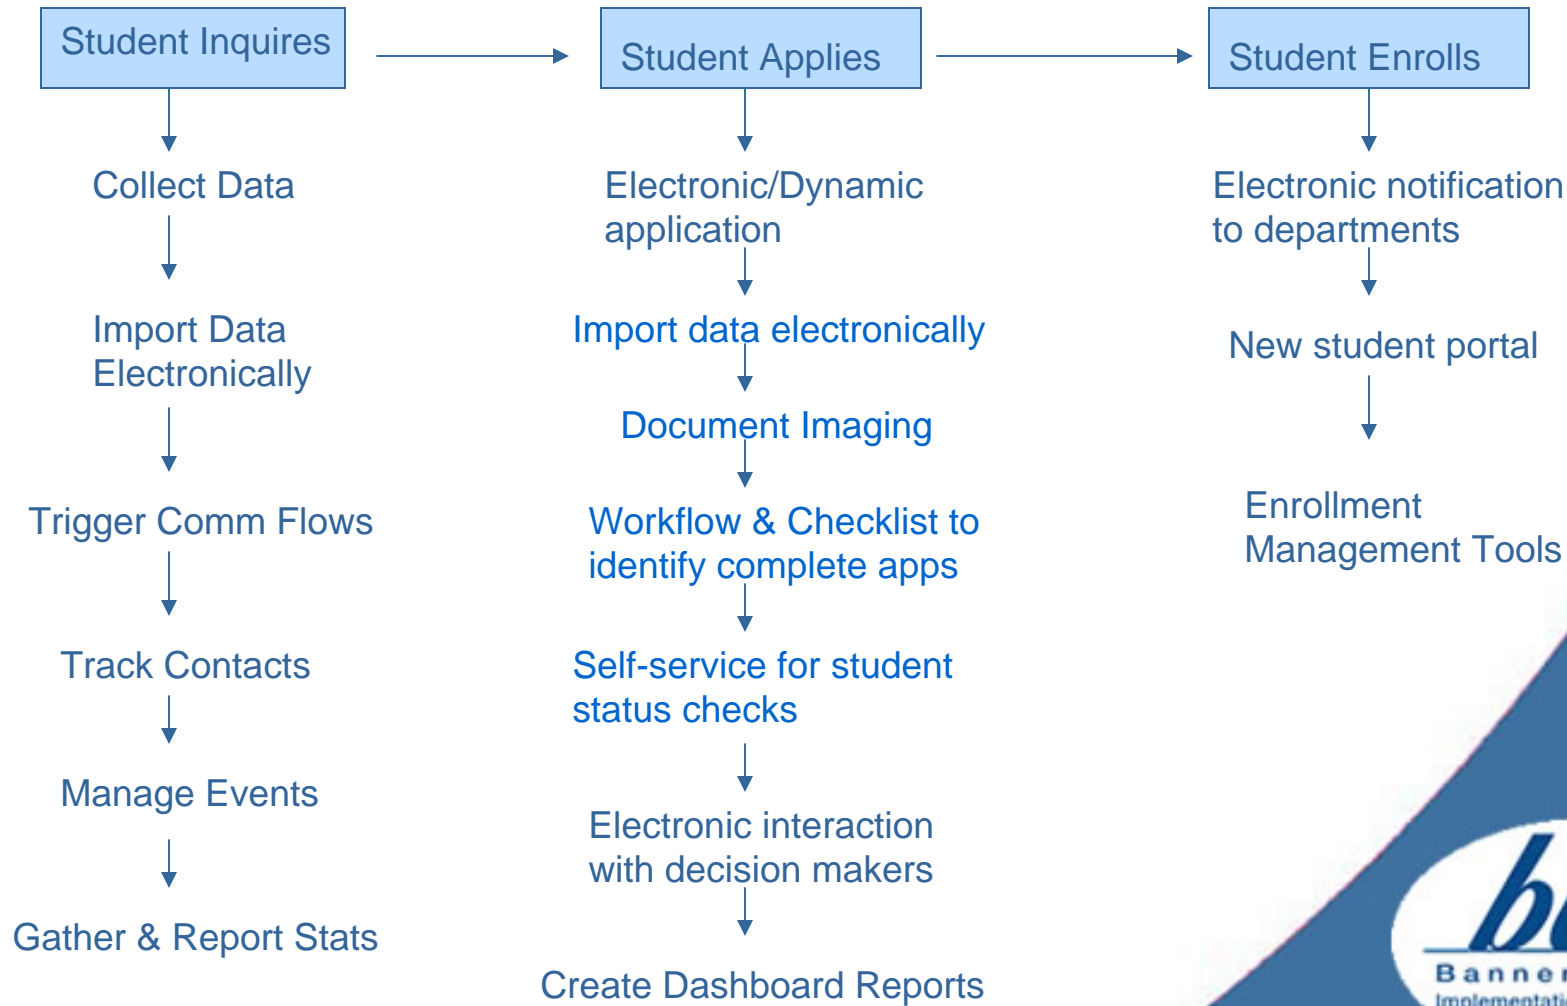 Student Inquires
Student Applies
Student Enrolls
Collect Data
Import Data
Electronically
Trigger Comm Flows
Track Contacts
Manage Events
Gather & Report Stats
Electronic/Dynamic
application
Import data electronically
Document Imaging
Workflow & Checklist to
identify complete apps
Self-service for student
status checks
Electronic interaction
with decision makers
Create Dashboard Reports
Electronic notification
to departments
New student portal
Enrollment
Management Tools
Banner